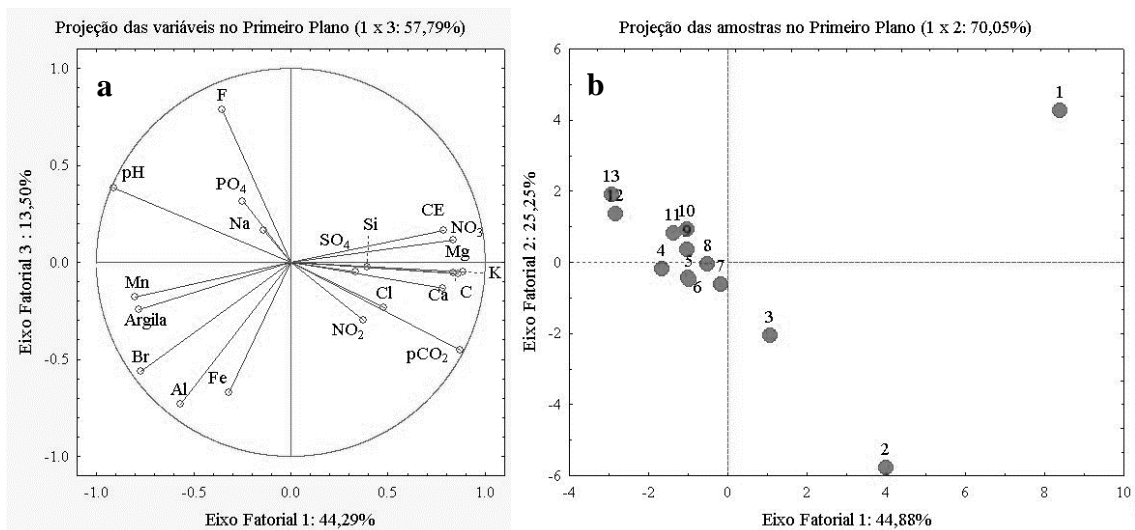 Projeção das variáveis no Primeiro Plano (1 x 3: 57,79%)
a
1.0
0.5
0.0
-0.5
-1.0
Eixo Fatorial 3 : 13,50%
F
pH
PO4
Na
Si
CE
SO4
NO3
Mg
K
Mn
Cl
Ca
C
Argila
NO2
Br
pCO2
Al
Fe
-1.0 -0.5 0.0 0.5 1.0
Eixo Fatorial 1: 44,29%
Projeção das amostras no Primeiro Plano (1 x 2: 70,05%)
b
6
4
2
0
-2
-4
-6
Eixo Fatorial 2: 25,25%
1
13
12
10
11
9
8
4
5
7
6
3
2
-4 -2 0 2 4 6 8 10
Eixo Fatorial 1: 44,88%